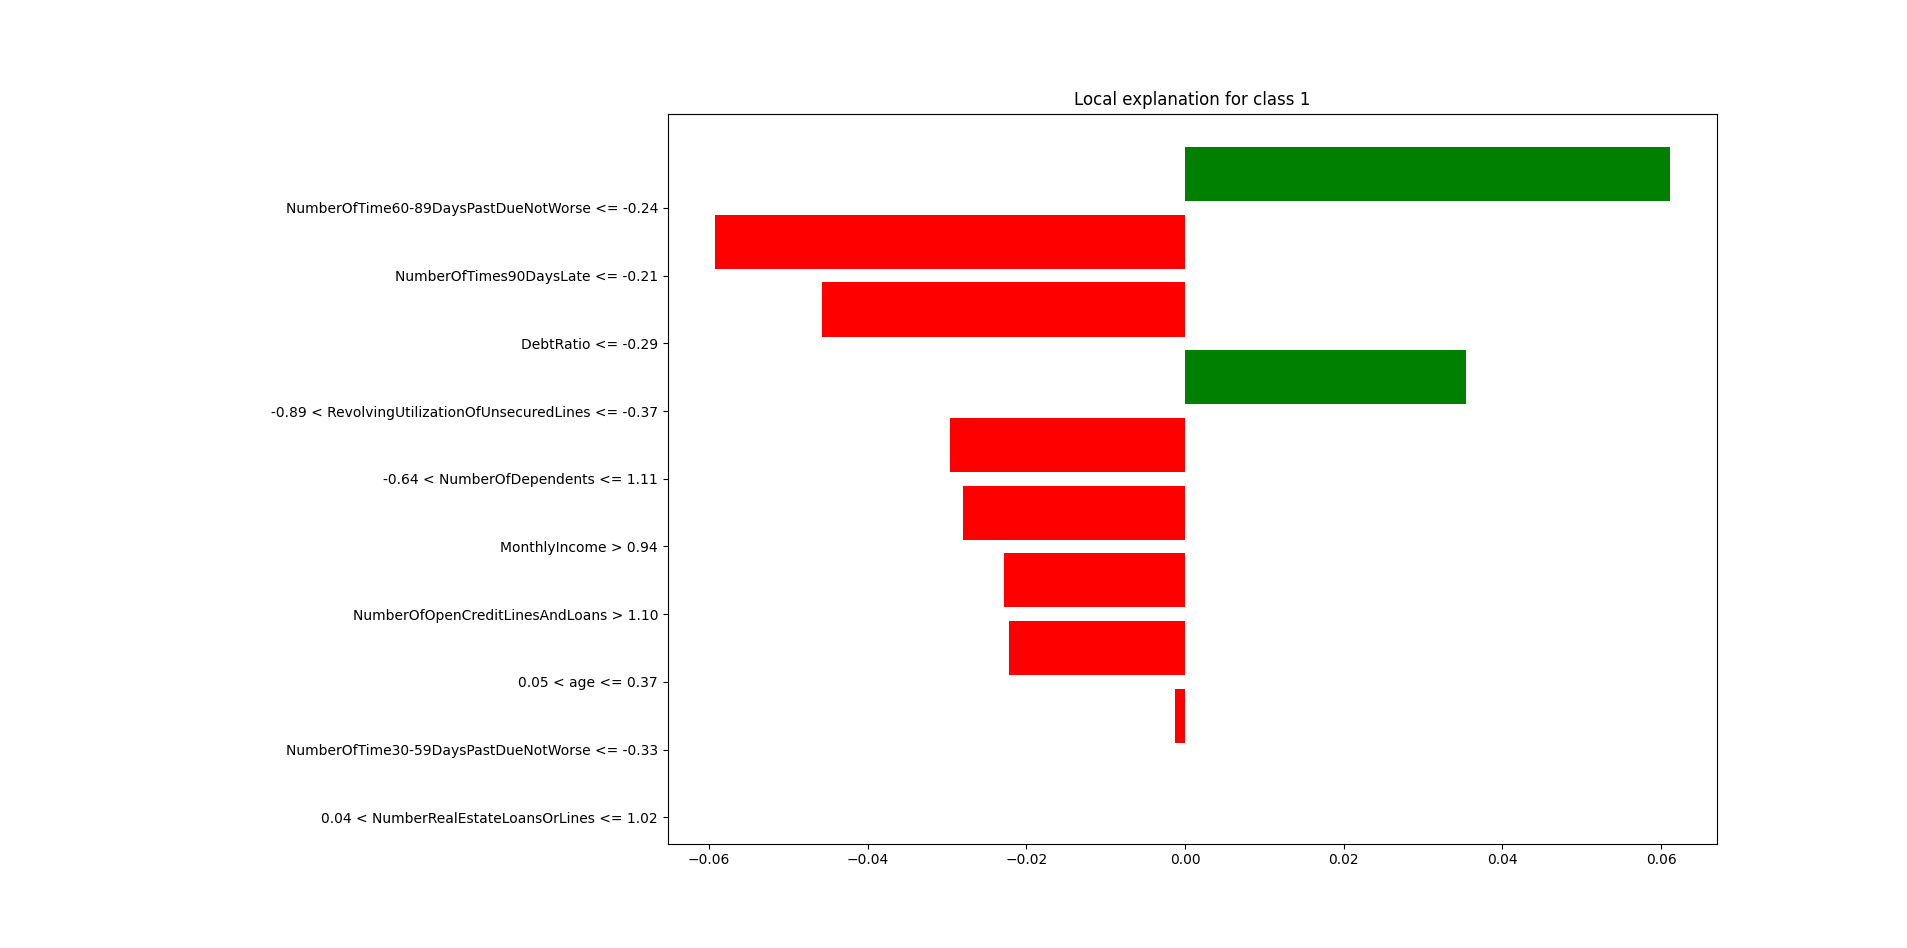 Local explanation for class 1
NumberOfTime60-89DaysPastDueNotWorse <= -0.24
NumberOfTimes90DaysLate <= -0.21
DebtRatio <= -0.29
-0.89 < RevolvingUtilizationOfUnsecuredLines <= -0.37
-0.64 < NumberOfDependents <= 1.11
MonthlyIncome > 0.94
NumberOfOpenCreditLinesAndLoans > 1.10
0.05 < age <= 0.37
NumberOfTime30-59DaysPastDueNotWorse <= -0.33
0.04 < NumberRealEstateLoansOrLines <= 1.02
−0.06 −0.04 −0.02 0.00 0.02 0.04 0.06